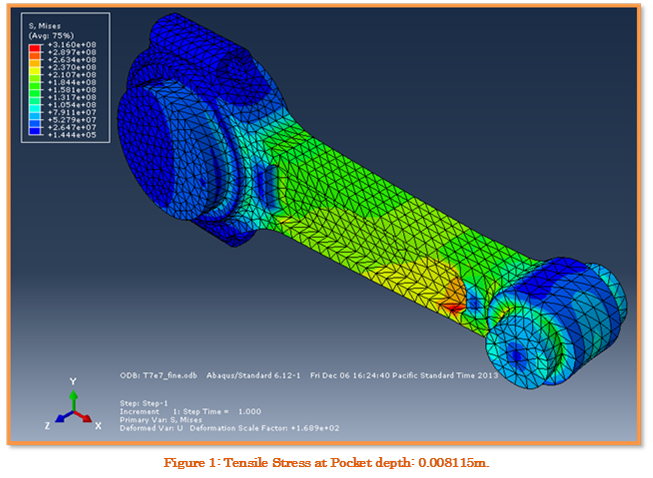 S, Mises
(Avg: 75%)
+3.160e+08
+2.897e+08
+2.634e+08
+2.370e+08
+2.107e+08
+1.844e+08
+1.581e+08
+1.317e+08
+1.054e+08
+7.911e+07
+5.279e+07
+2.647e+07
+1.444e+05
ODB: T7e7_fine.odb Abaqus/Standard 6.12-1 Fri Dec 06 16:24:40 Pacific Standard Time 2013
Y
Z X
Step: Step-1
Increment 1: Step Time = 1.000
Primary Var: S, Mises
Deformed Var: U Deformation Scale Factor: +1.689e+02
Figure 1: Tensile Stress at Pocket depth: 0.008115m.